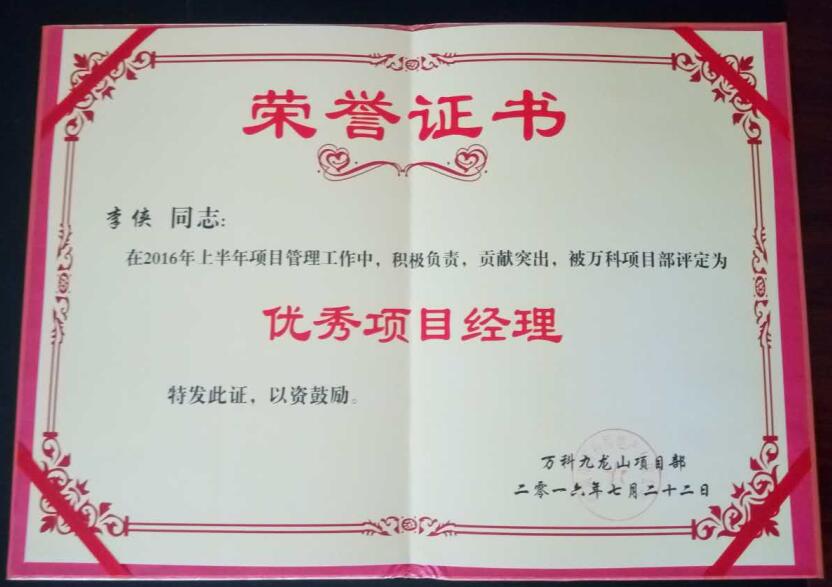 荣誉证书
李侠 同志:
在2016年上半年项目管理工作中，积极负责，贡献突出，被万科项目部评定为
优秀项目经理
特发此证，以资鼓励。
万科九龙山项目部
二零一六年七月二十二日